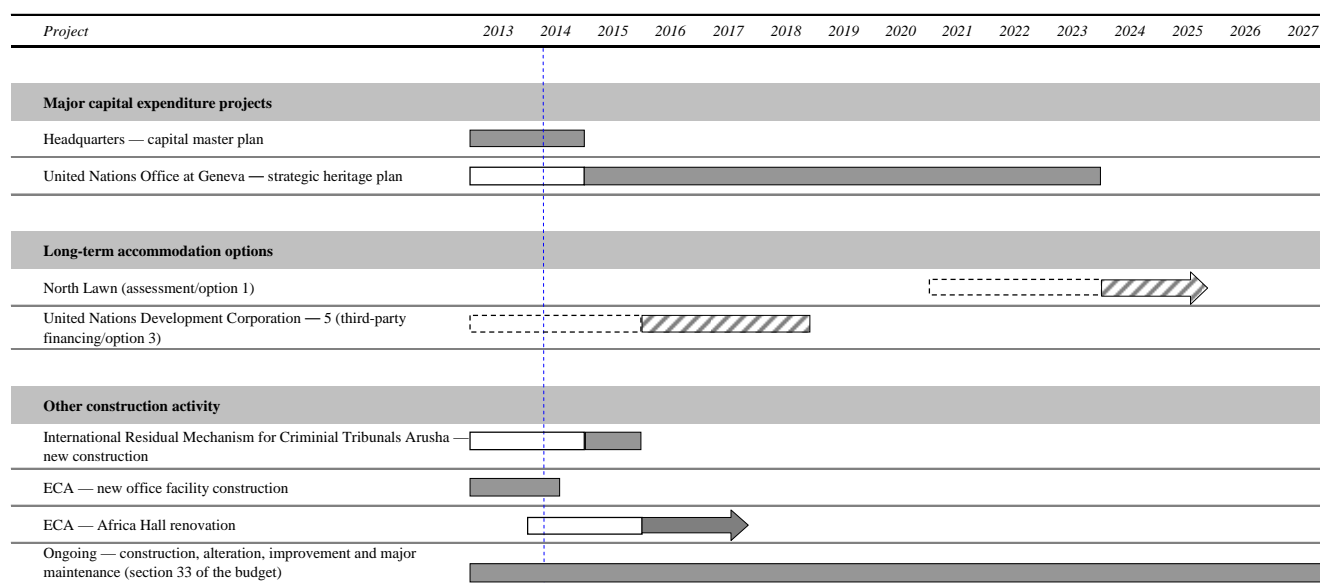 Project 2013 2014 2015 2016 2017 2018 2019 2020 2021 2022 2023 2024 2025 2026 2027
Major capital expenditure projects
Headquarters — capital master plan
United Nations Office at Geneva — strategic heritage plan
Long-term accommodation options
North Lawn (assessment/option 1)
United Nations Development Corporation — 5 (third-party
financing/option 3)
Other construction activity
International Residual Mechanism for Criminial Tribunals Arusha —
new construction
ECA — new office facility construction
ECA — Africa Hall renovation
Ongoing — construction, alteration, improvement and major
maintenance (section 33 of the budget)